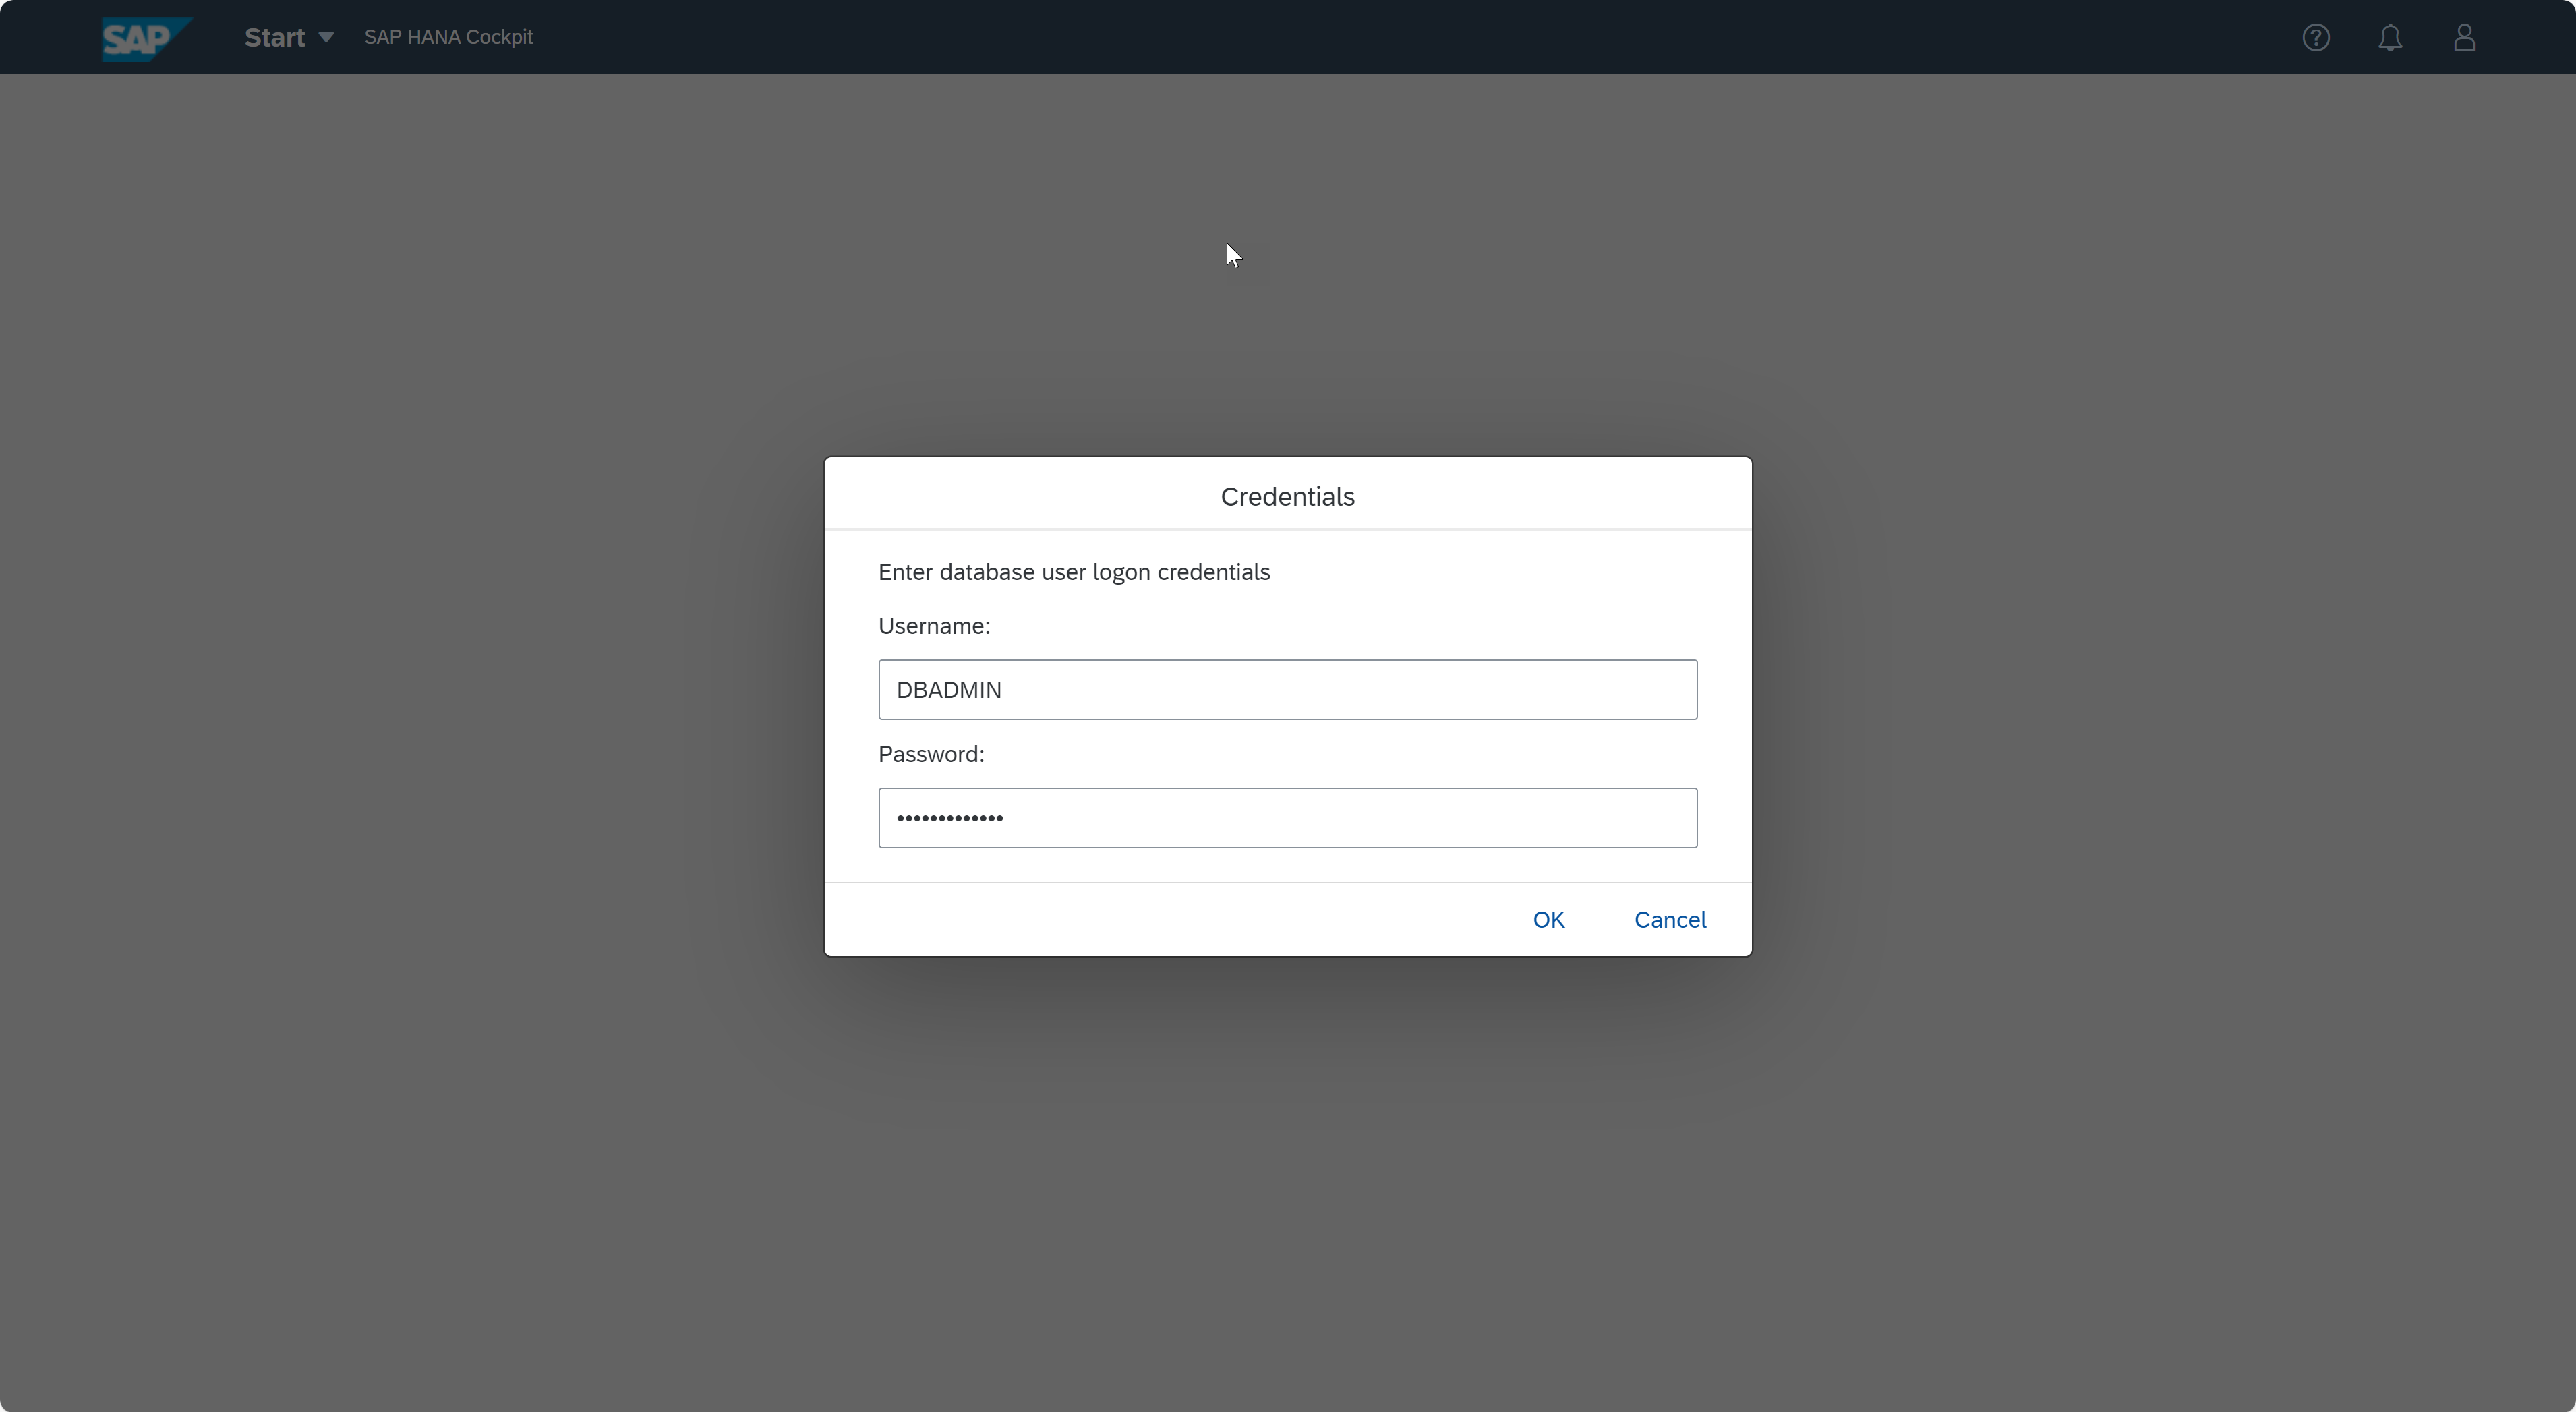 SAP Start SAP HANA Cockpit
Credentials
Enter database user logon credentials
Username:
DBADMIN
Password:
•••••••••••••
OK Cancel